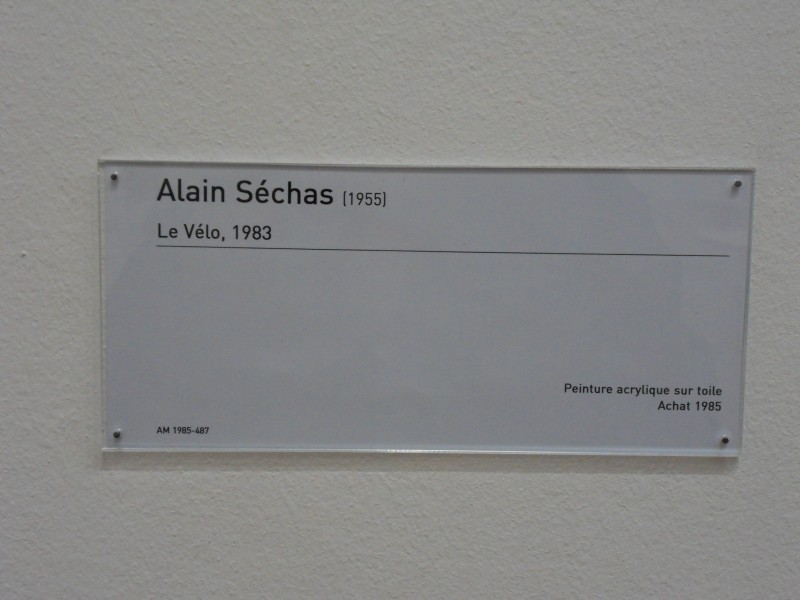 Alain Séchas (1955)
Le Vélo, 1983
Peinture acrylique sur toile
Achat 1985
AM 1985-487